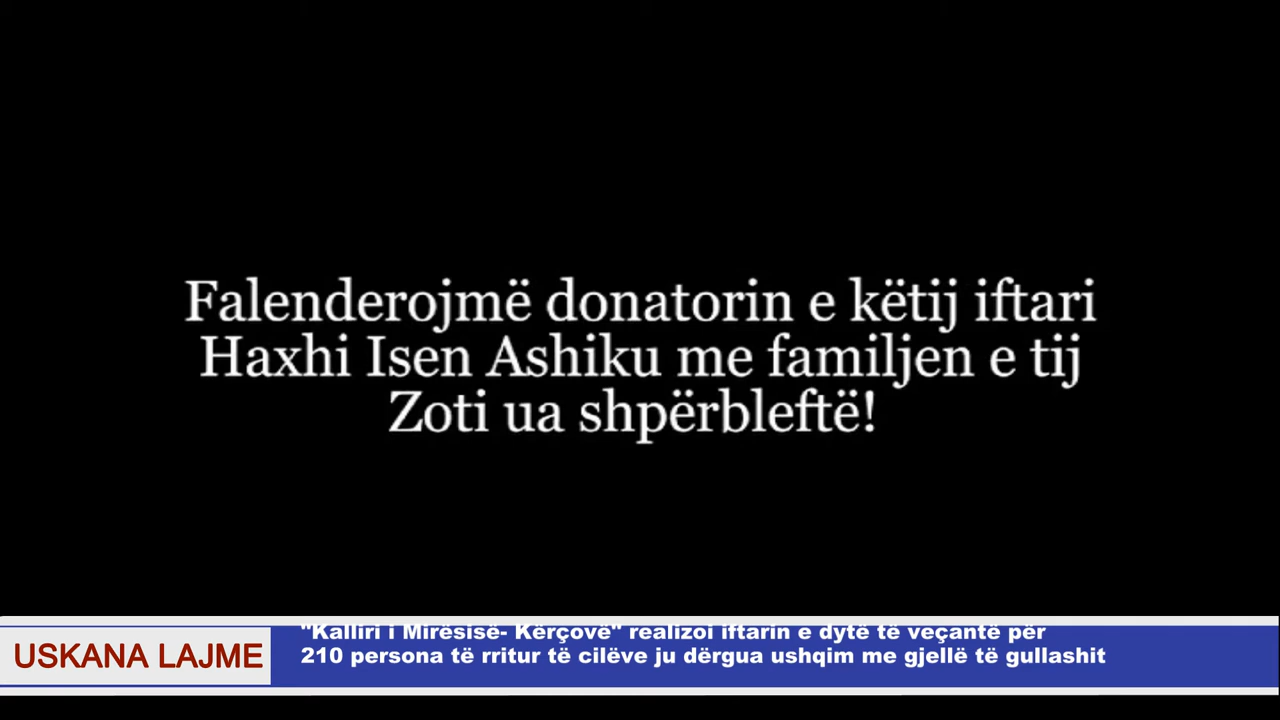 Falenderojmë donatorin e këtij iftari
Haxhi Isen Ashiku me familjen e tij
Zoti ua shpërbleftë!
"Kalliri i Mirësisë- Kërçovë" realizoi iftarin e dytë të veçantë për
210 persona të rritur të cilëve ju dërgua ushqim me gjellë të gullashit
USKANA LAJME